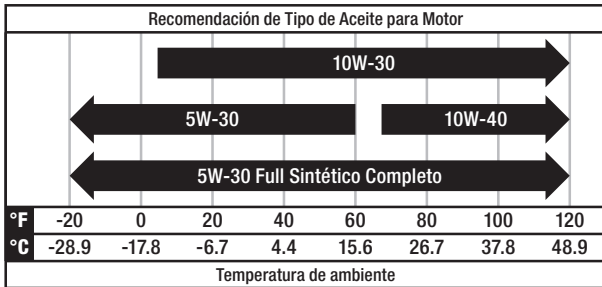 Recomendación de Tipo de Aceite para Motor
10W-30
5W-30 10W-40
5W-30 Full Sintético Completo
°F -20 0 20 40 60 80 100 120
°C -28.9 -17.8 -6.7 4.4 15.6 26.7 37.8 48.9
Temperatura de ambiente